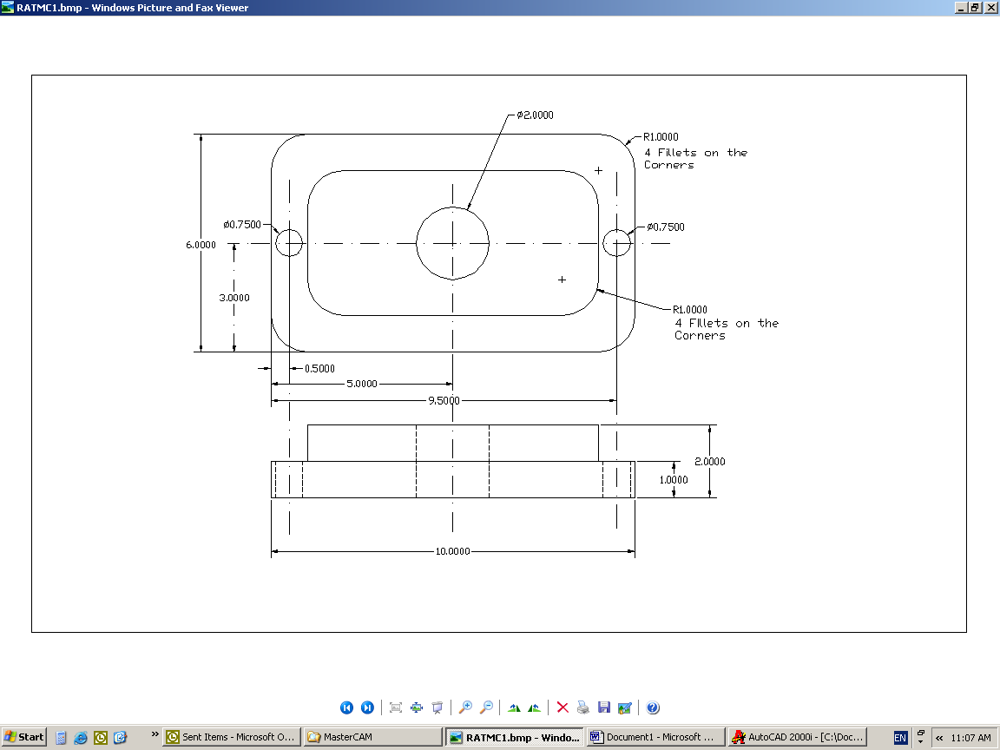 RATMC1.bmp - Windows Picture and Fax Viewer
Ø2.0000
R1.0000
4 Fillets on the
Corners
Ø0.7500
Ø0.7500
6.0000
3.0000
R1.0000
4 Fillets on the
Corners
0.5000
5.0000
9.5000
2.0000
1.0000
10.0000
Start
»
Sent Items - Microsoft O...
MasterCAM
RATMC1.bmp - Windo...
Document1 - Microsoft ...
AutoCAD 2000i - [C:\Doc...
EN
«
11:07 AM